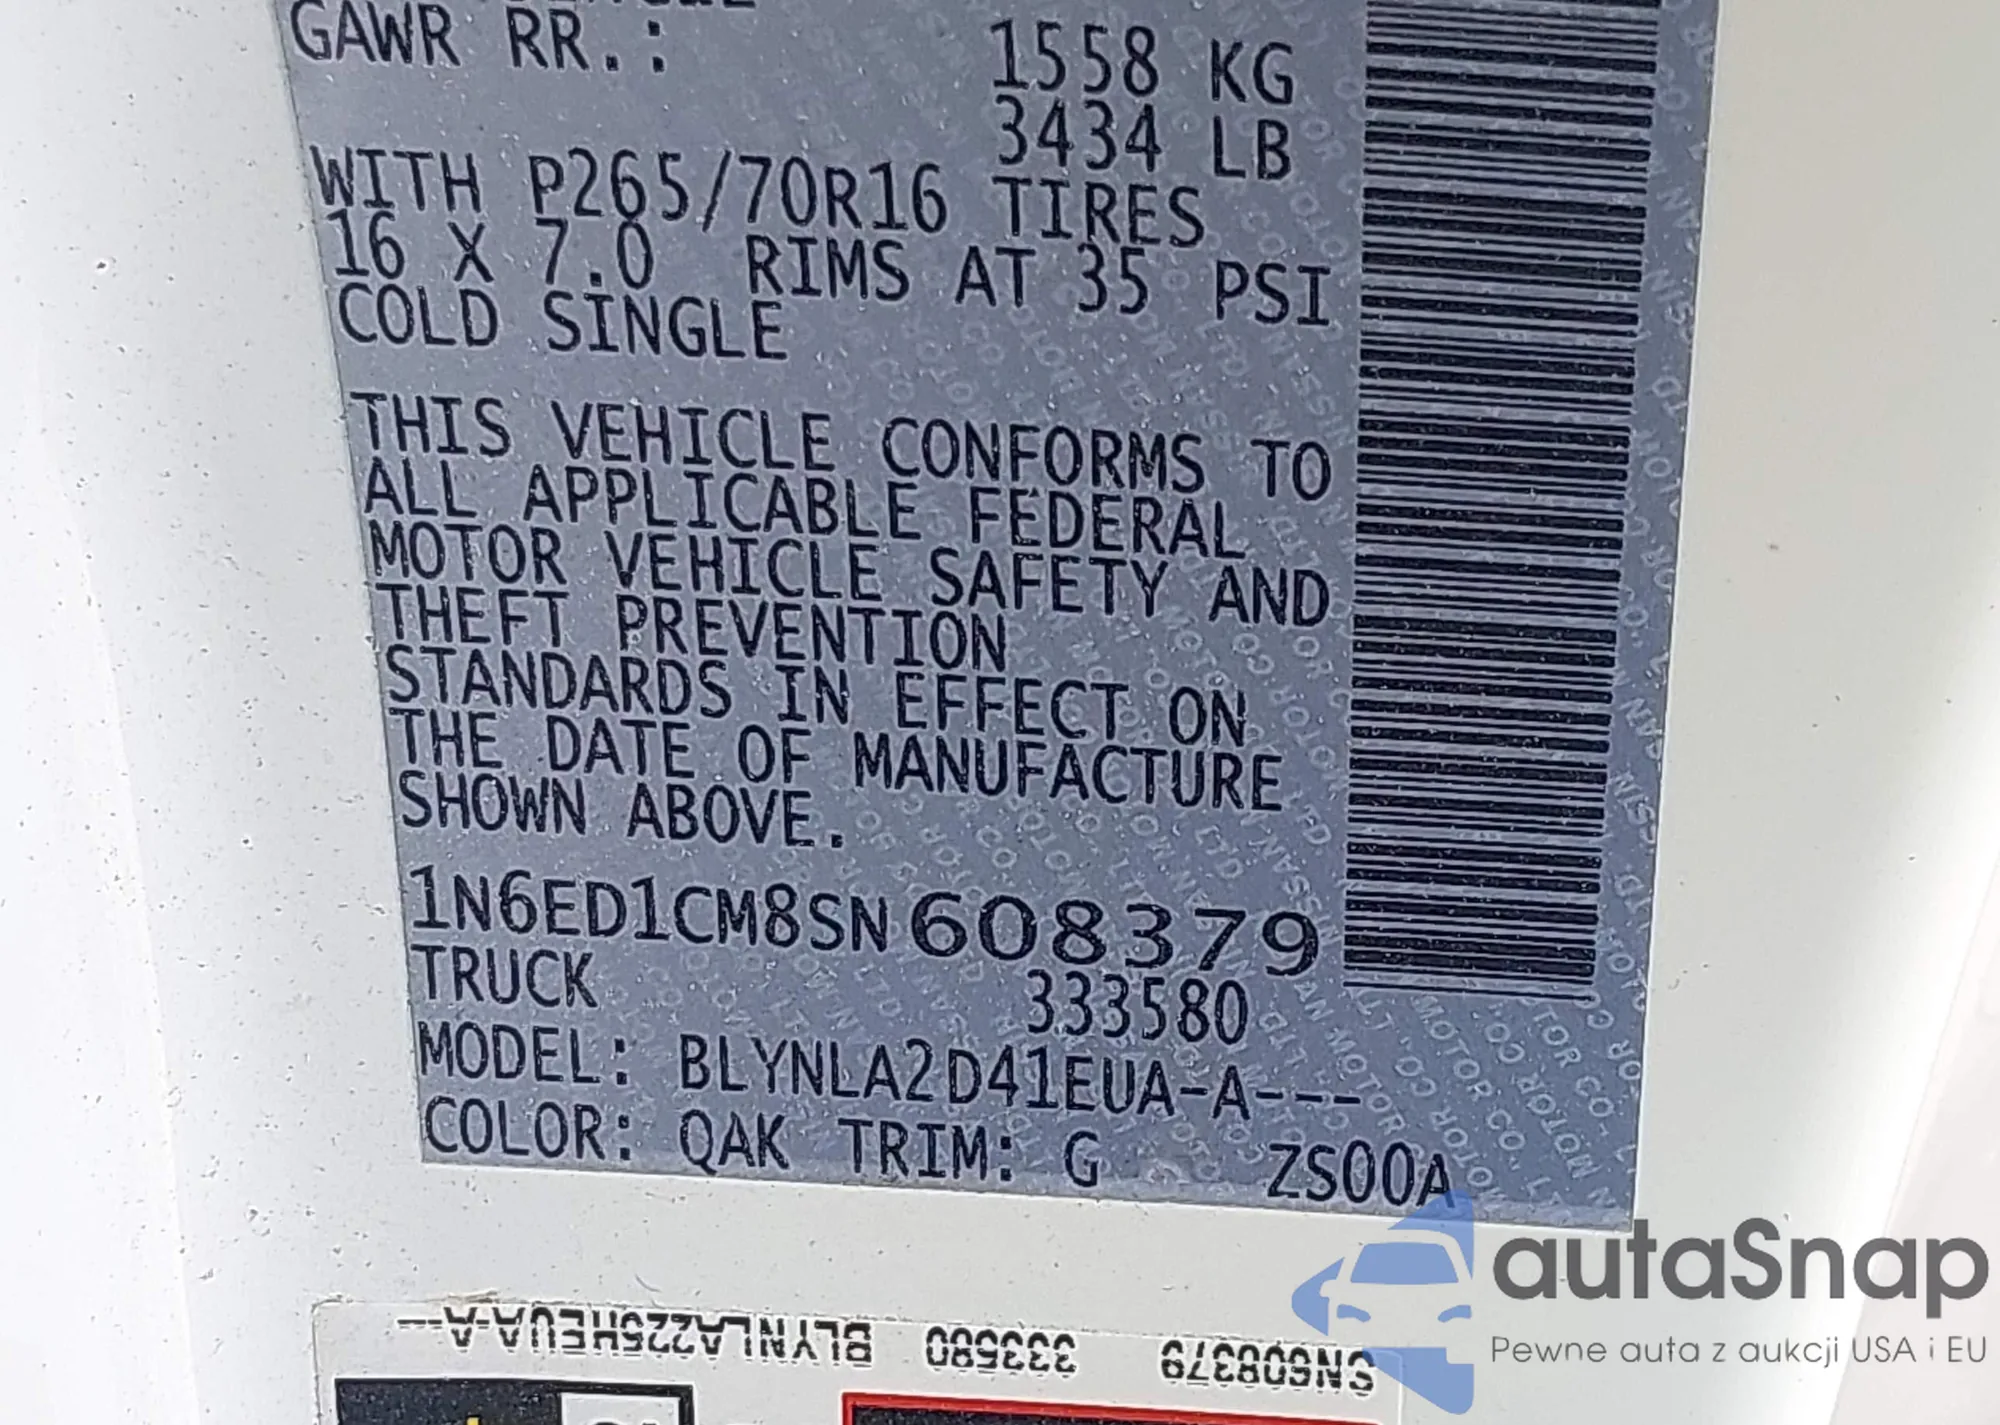 GAWR RR.: 1558 KG
3434 LB
WITH P265/70R16 TIRES
16 X 7.0 RIMS AT 35 PSI
COLD SINGLE
THIS VEHICLE CONFORMS TO
ALL APPLICABLE FEDERAL
MOTOR VEHICLE SAFETY AND
THEFT PREVENTION
STANDARDS IN EFFECT ON
THE DATE OF MANUFACTURE
SHOWN ABOVE.
1N6ED1CM8SN608379
TRUCK 333580
MODEL: BLYNLA2D41EUA-A---
COLOR: QAK TRIM: G ZS00A
autaSnap
Pewne auta z aukcji USA i EU
SN608379 333580 BLYNLA225HEUA-A--